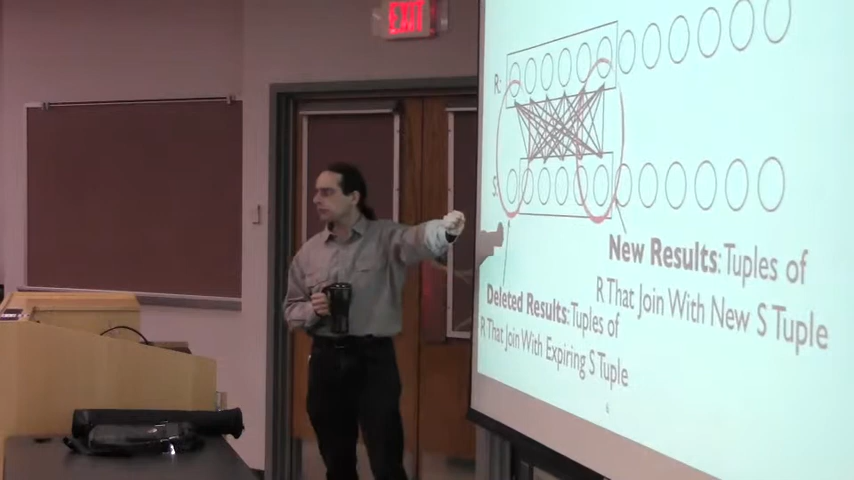 EXIT
R:
S:
New Results: Tuples of
R That Join With New S Tuple
Deleted Results: Tuples of
R That Join With Expiring S Tuple